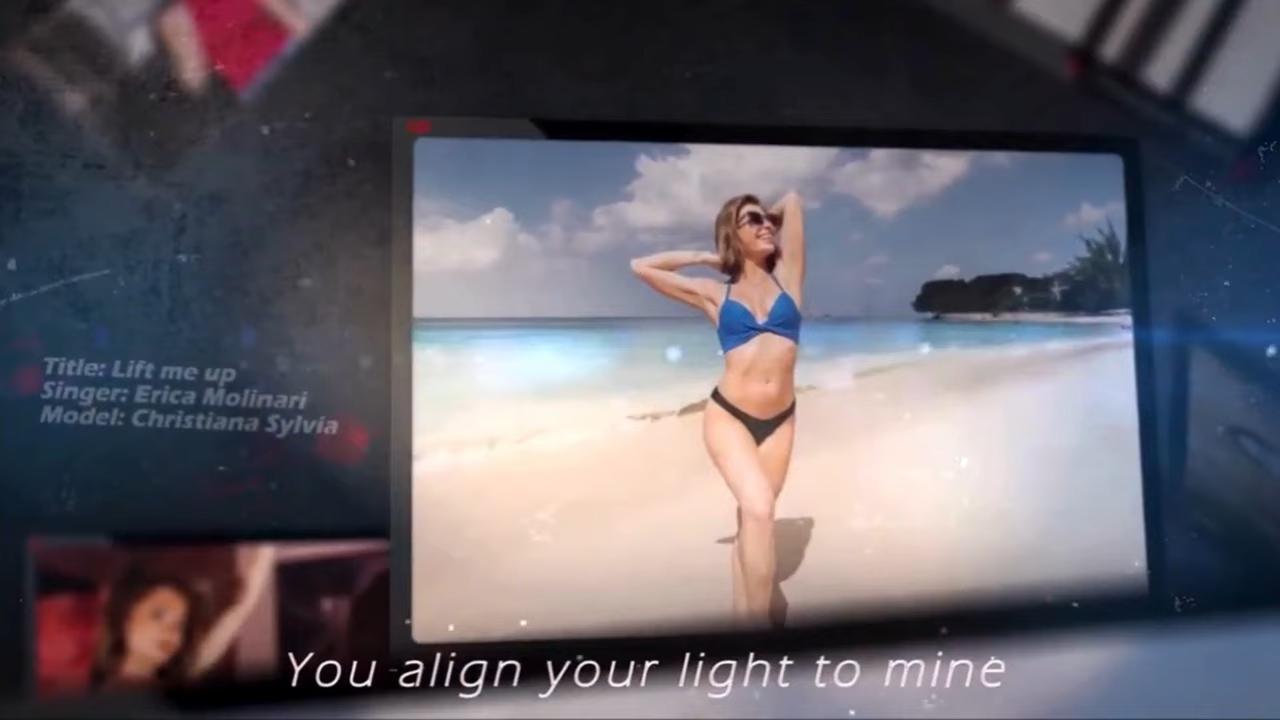 Title: Lift me up
Singer: Erica Molinari
Model: Christiana Sylvia
You align your light to mine